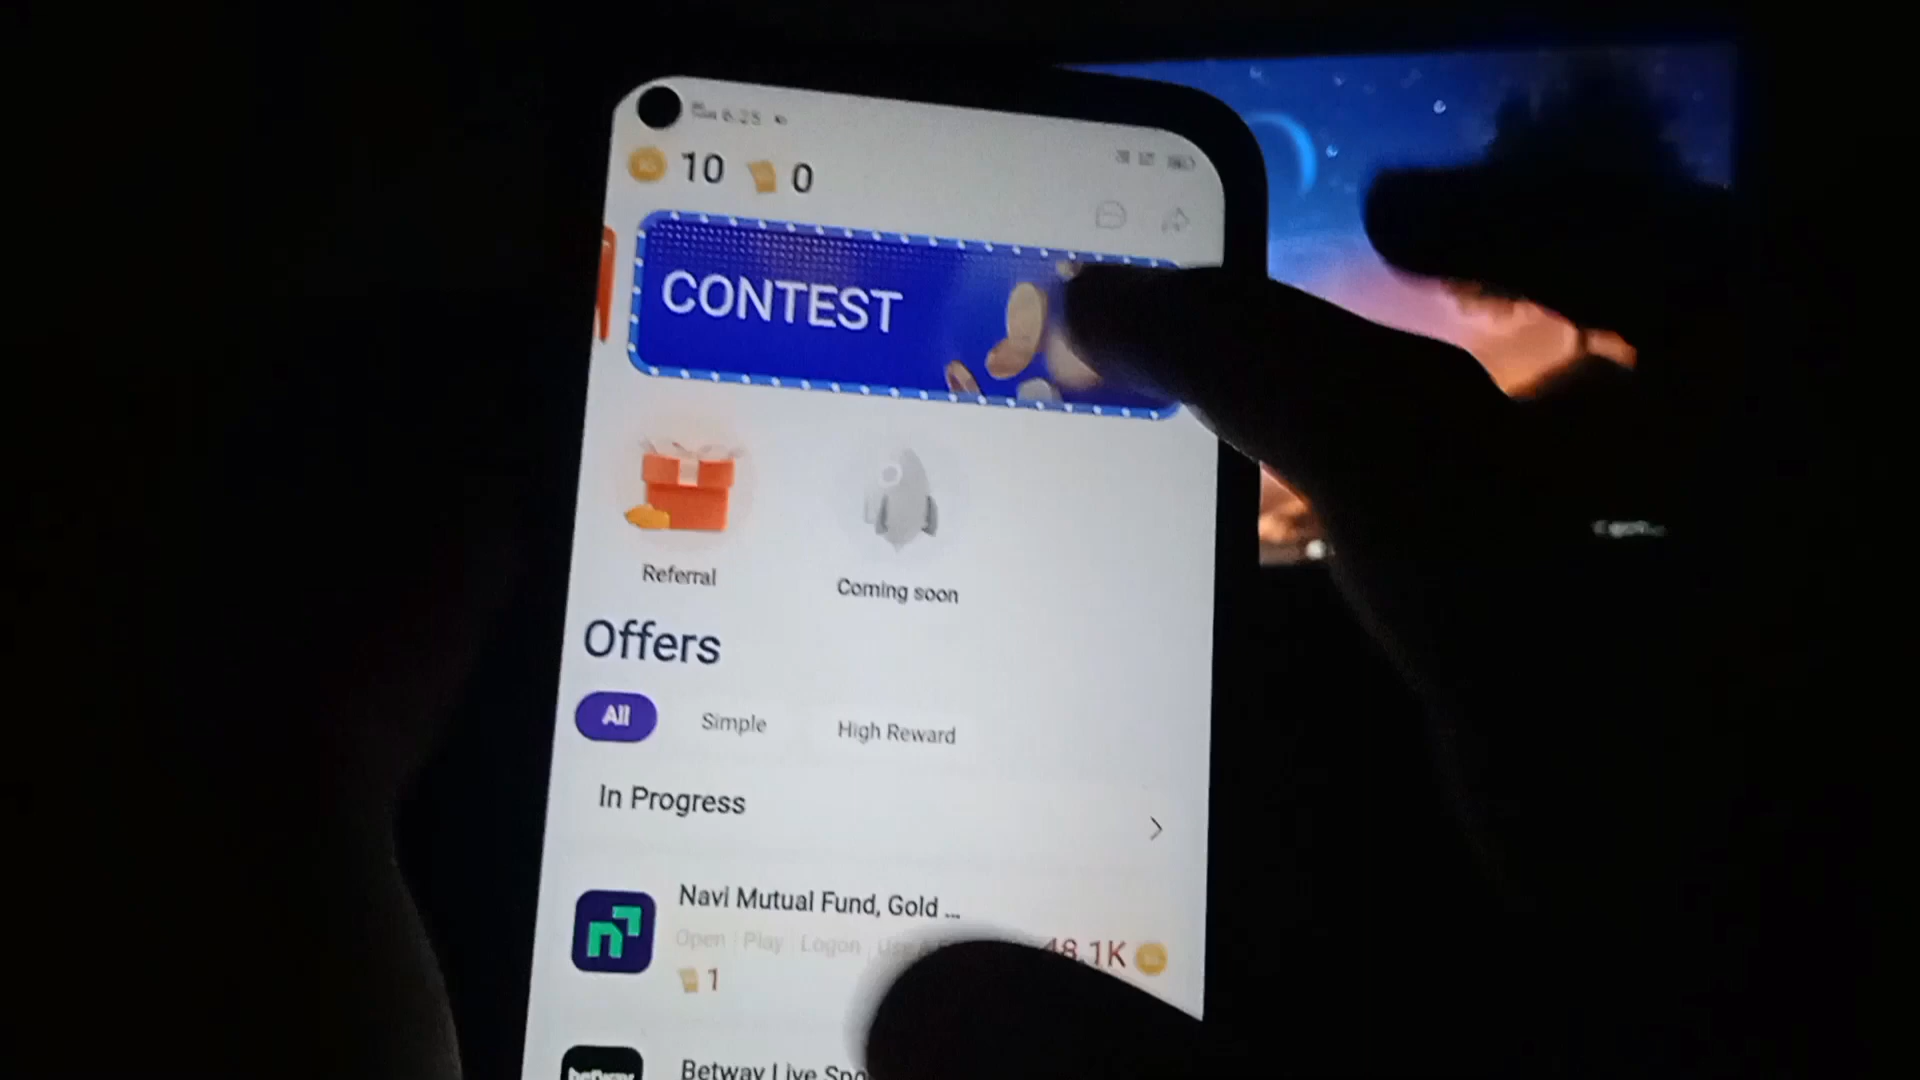 6:25
10 0
CONTEST
Referral
Coming soon
Offers
All Simple High Reward
In Progress
Navi Mutual Fund, Gold ...
Open Play Logon
48.1K
1
Betway Live Spo
betway